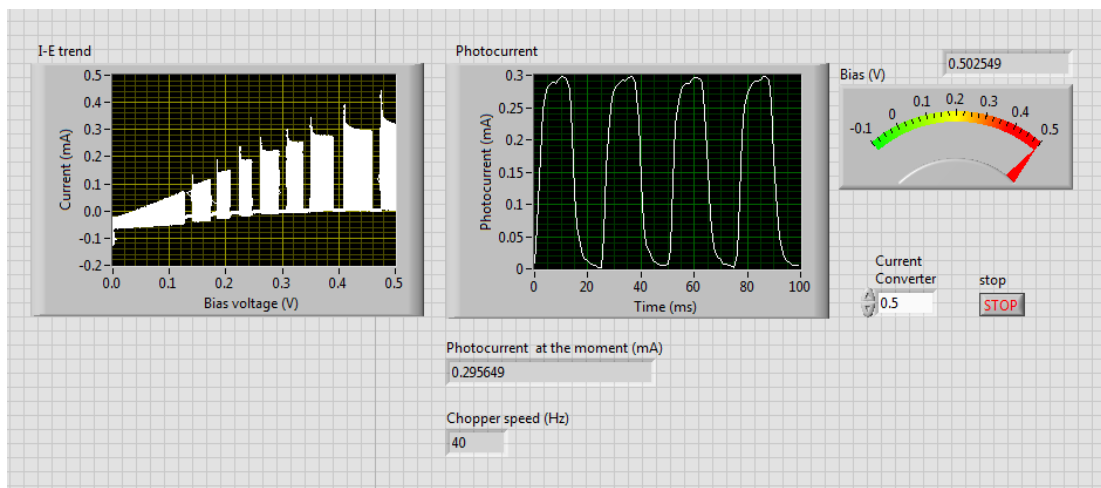 I-E trend
Current (mA)
0.5
0.4
0.3
0.2
0.1
0.0
-0.1
-0.2
0.0 0.1 0.2 0.3 0.4 0.5
Bias voltage (V)
Photocurrent
Photocurrent (mA)
0.3
0.25
0.2
0.15
0.1
0.05
0
0 20 40 60 80 100
Time (ms)
Bias (V)
0.502549
-0.1 0 0.1 0.2 0.3 0.4 0.5
Current
Converter
0.5
stop
STOP
Photocurrent at the moment (mA)
0.295649
Chopper speed (Hz)
40